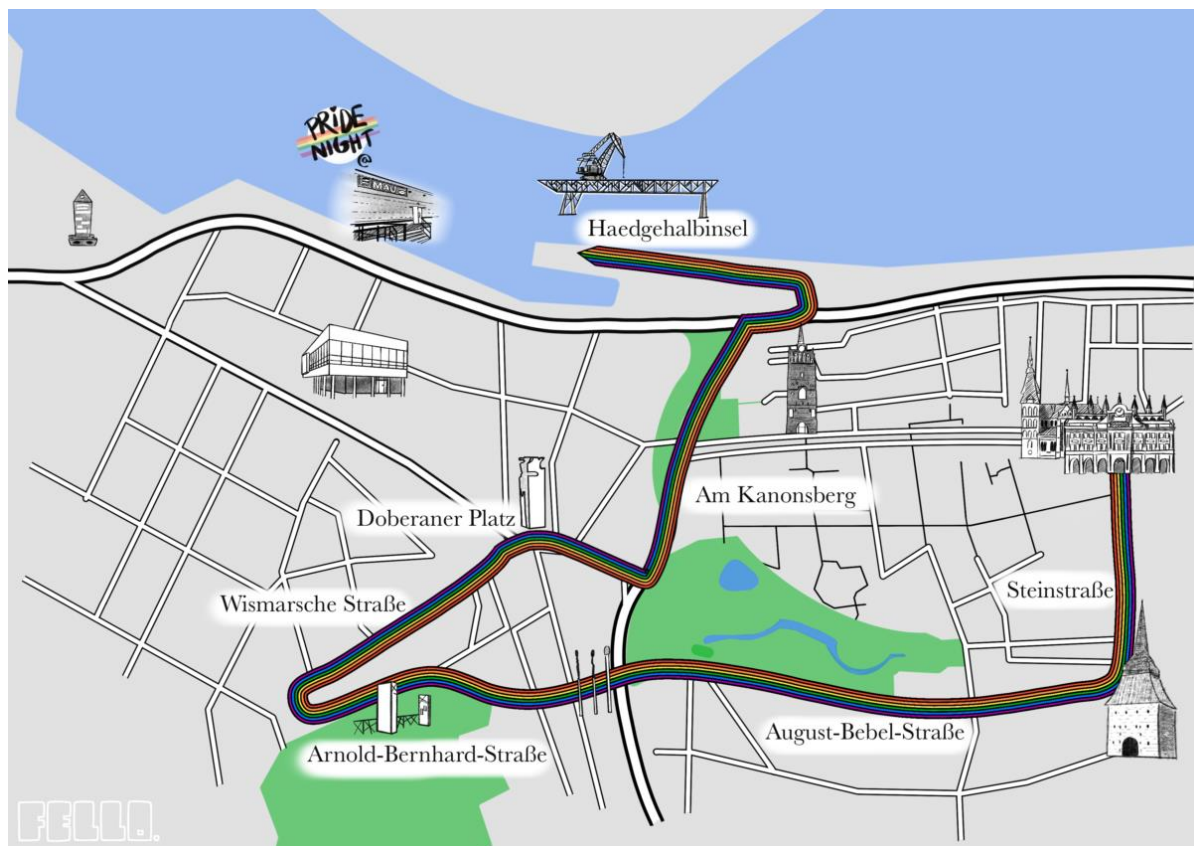 PRIDE
NIGHT
@
MAU
Haedgehalbinsel
Am Kanonsberg
Doberaner Platz
Wismarsche Straße
Steinstraße
August-Bebel-Straße
Arnold-Bernhard-Straße
FELLO.